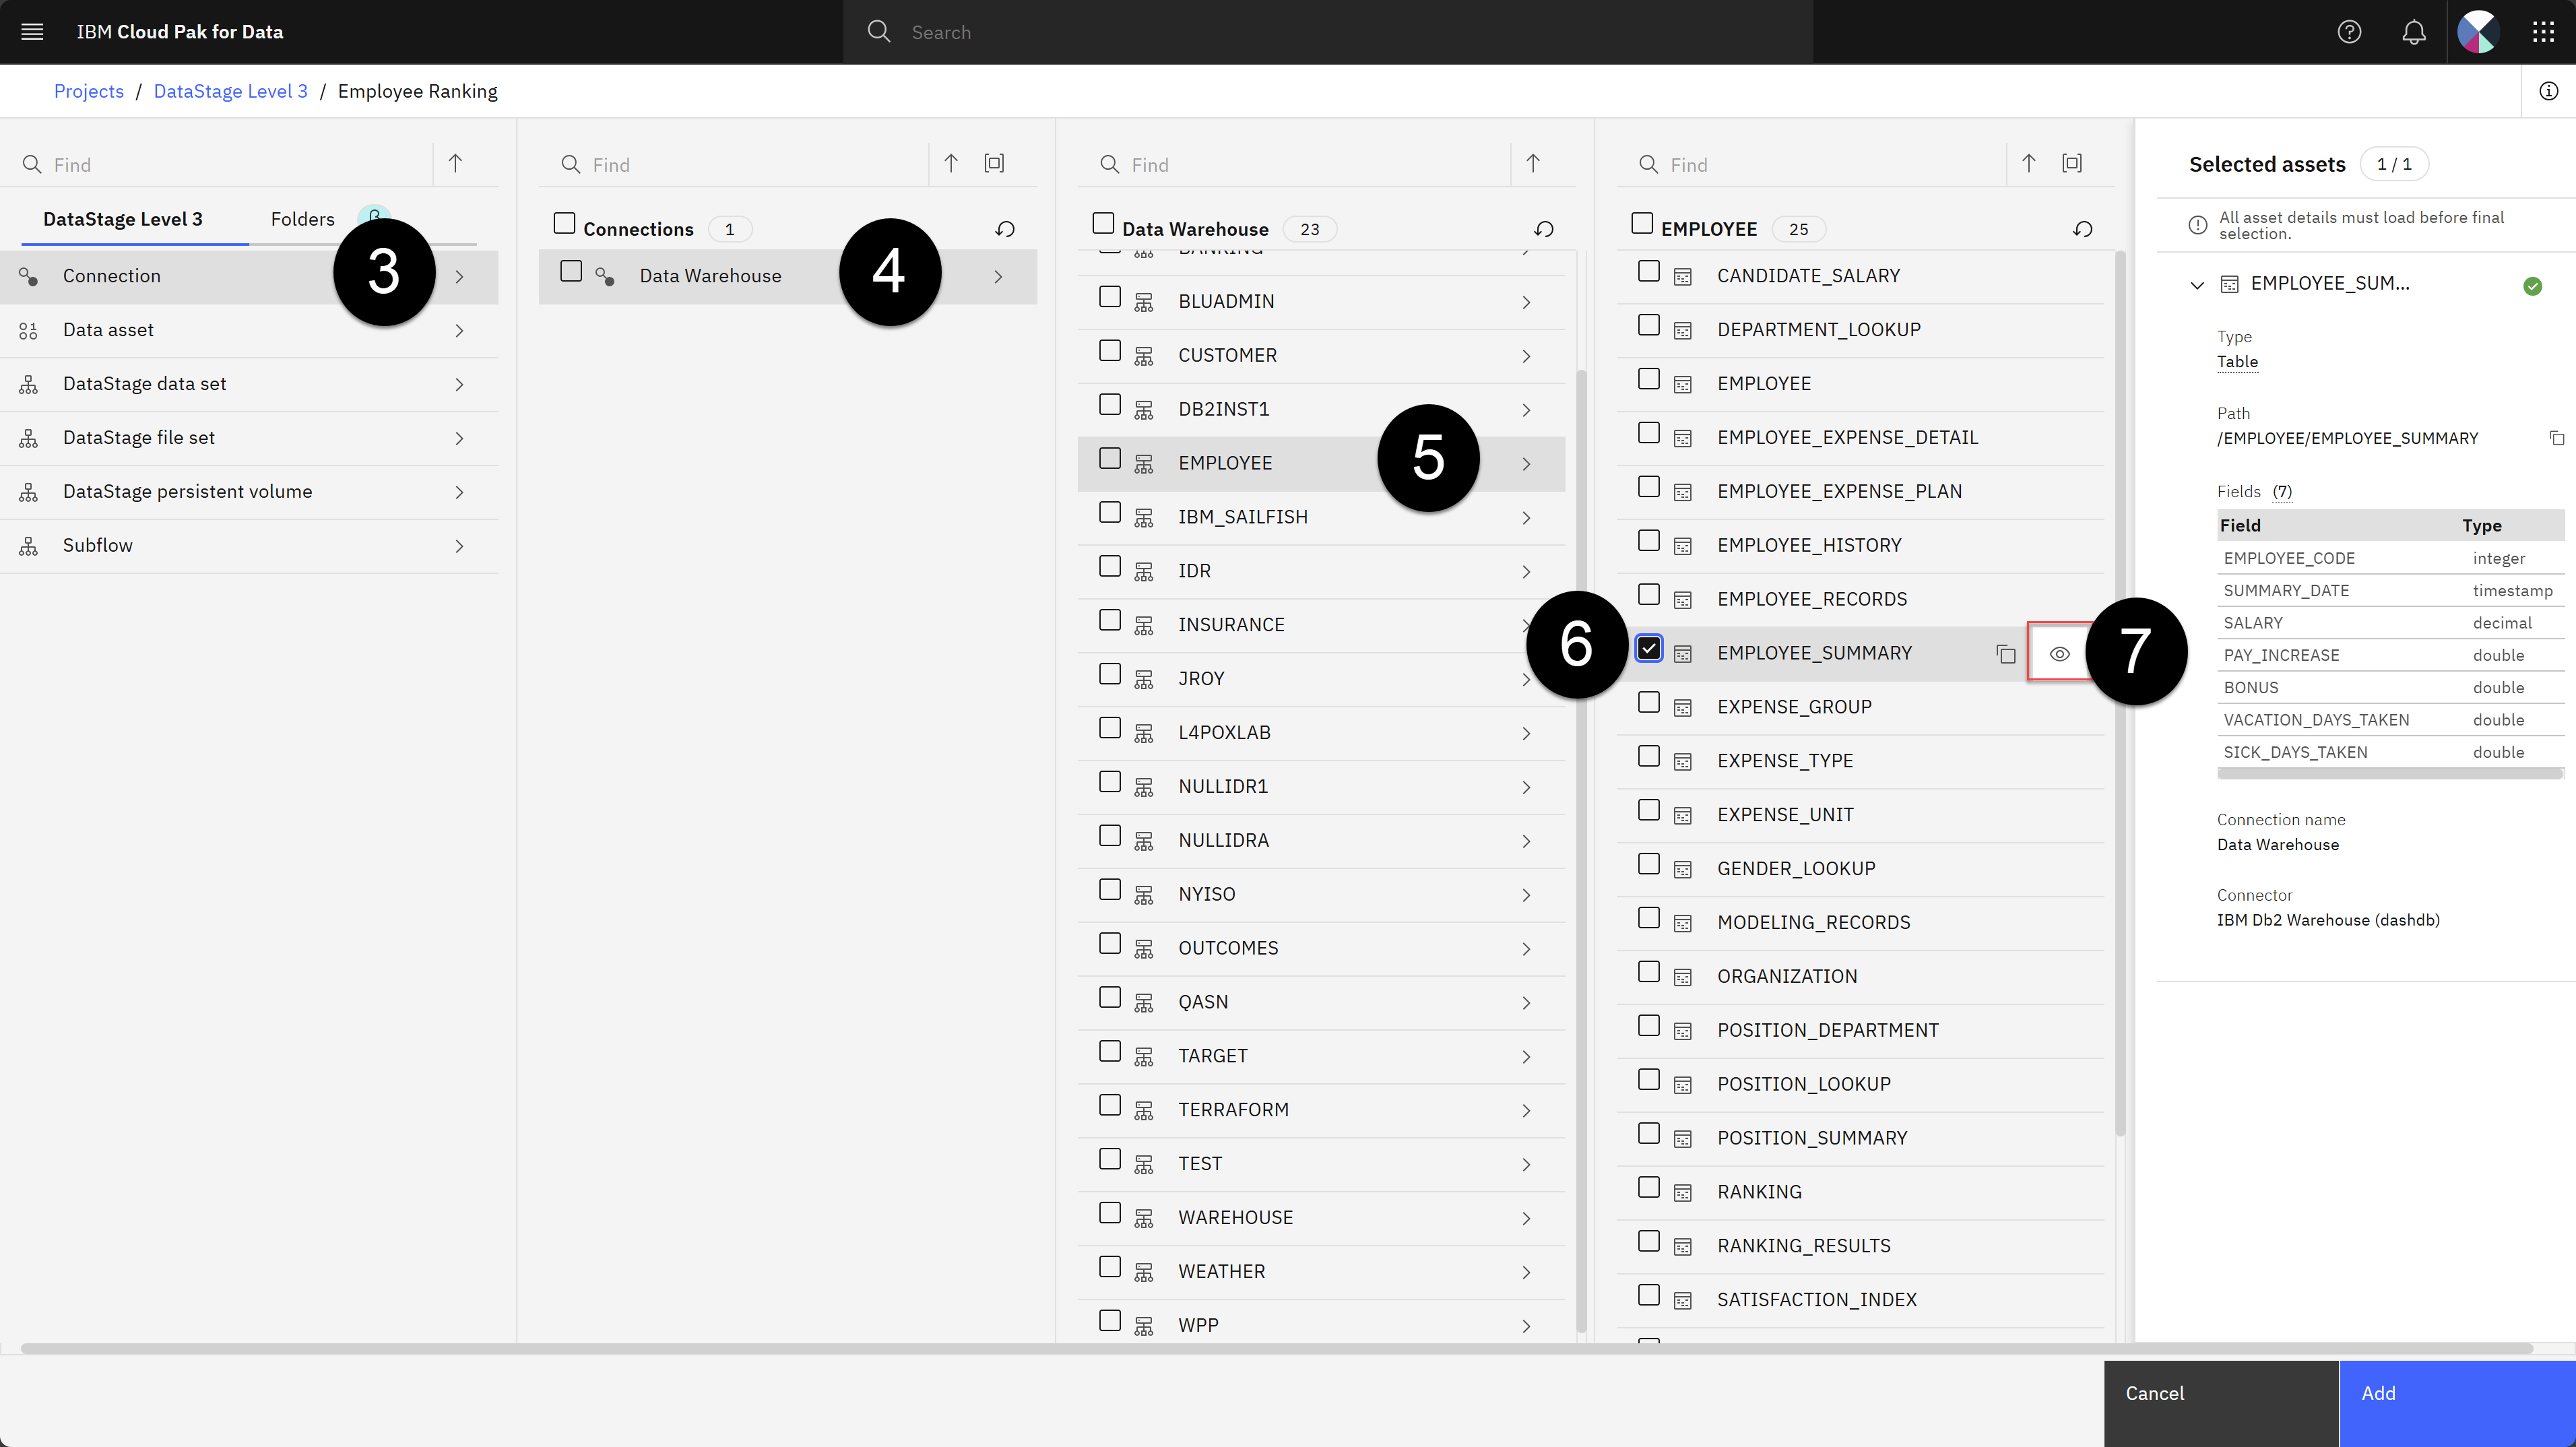 IBM Cloud Pak for Data
Search
Projects / DataStage Level 3 / Employee Ranking
Find
DataStage Level 3
Folders
β
Connection
3
Data asset
DataStage data set
DataStage file set
DataStage persistent volume
Subflow
Find
Connections 1
Data Warehouse
4
Find
Data Warehouse 23
BANKING
BLUADMIN
CUSTOMER
DB2INST1
EMPLOYEE
5
IBM_SAILFISH
IDR
INSURANCE
JROY
L4POXLAB
NULLIDR1
NULLIDRA
NYISO
OUTCOMES
QASN
TARGET
TERRAFORM
TEST
WAREHOUSE
WEATHER
WPP
Find
EMPLOYEE 25
CANDIDATE_SALARY
DEPARTMENT_LOOKUP
EMPLOYEE
EMPLOYEE_EXPENSE_DETAIL
EMPLOYEE_EXPENSE_PLAN
EMPLOYEE_HISTORY
EMPLOYEE_RECORDS
6
EMPLOYEE_SUMMARY
7
EXPENSE_GROUP
EXPENSE_TYPE
EXPENSE_UNIT
GENDER_LOOKUP
MODELING_RECORDS
ORGANIZATION
POSITION_DEPARTMENT
POSITION_LOOKUP
POSITION_SUMMARY
RANKING
RANKING_RESULTS
SATISFACTION_INDEX
Selected assets 1 / 1
All asset details must load before final
selection.
EMPLOYEE_SUM...
Type
Table
Path
/EMPLOYEE/EMPLOYEE_SUMMARY
Fields (7)
Field Type
EMPLOYEE_CODE integer
SUMMARY_DATE timestamp
SALARY decimal
PAY_INCREASE double
BONUS double
VACATION_DAYS_TAKEN double
SICK_DAYS_TAKEN double
Connection name
Data Warehouse
Connector
IBM Db2 Warehouse (dashdb)
Cancel
Add